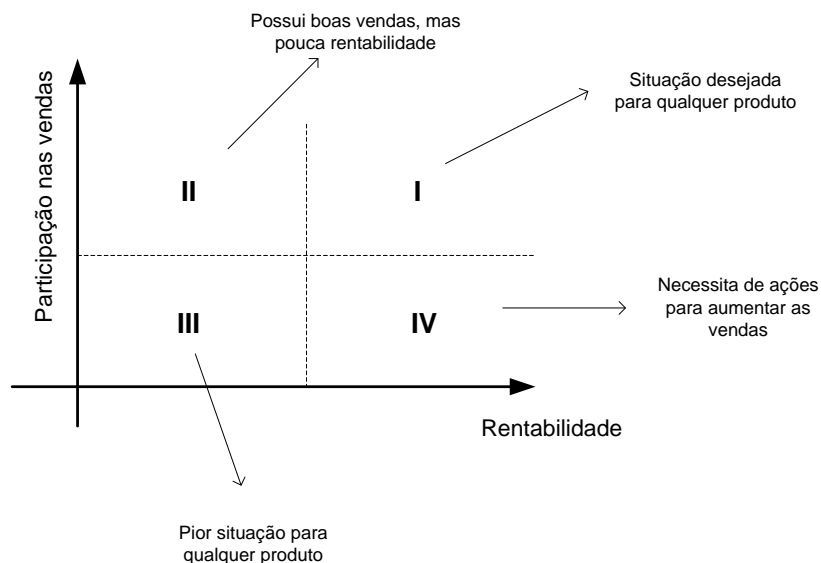 Possui boas vendas, mas
pouca rentabilidade
Situação desejada
para qualquer produto
Participação nas vendas
II
I
Necessita de ações
para aumentar as
vendas
III
IV
Rentabilidade
Pior situação para
qualquer produto